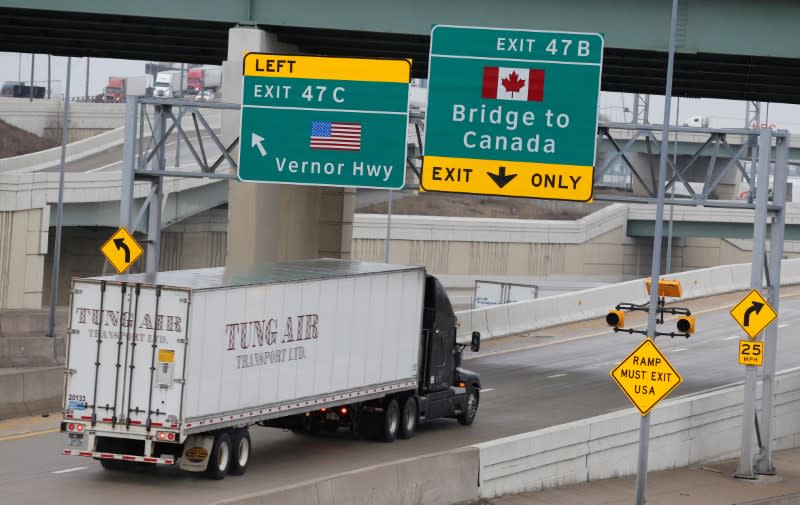 LEFT
EXIT 47 C
Vernor Hwy
EXIT 47B
Bridge to
Canada
EXIT ONLY
TUNG AIR
TRANSPORT LTD.
TUNG AIR
TRANSPORT LTD.
20133
RAMP
MUST EXIT
USA
25
MPH